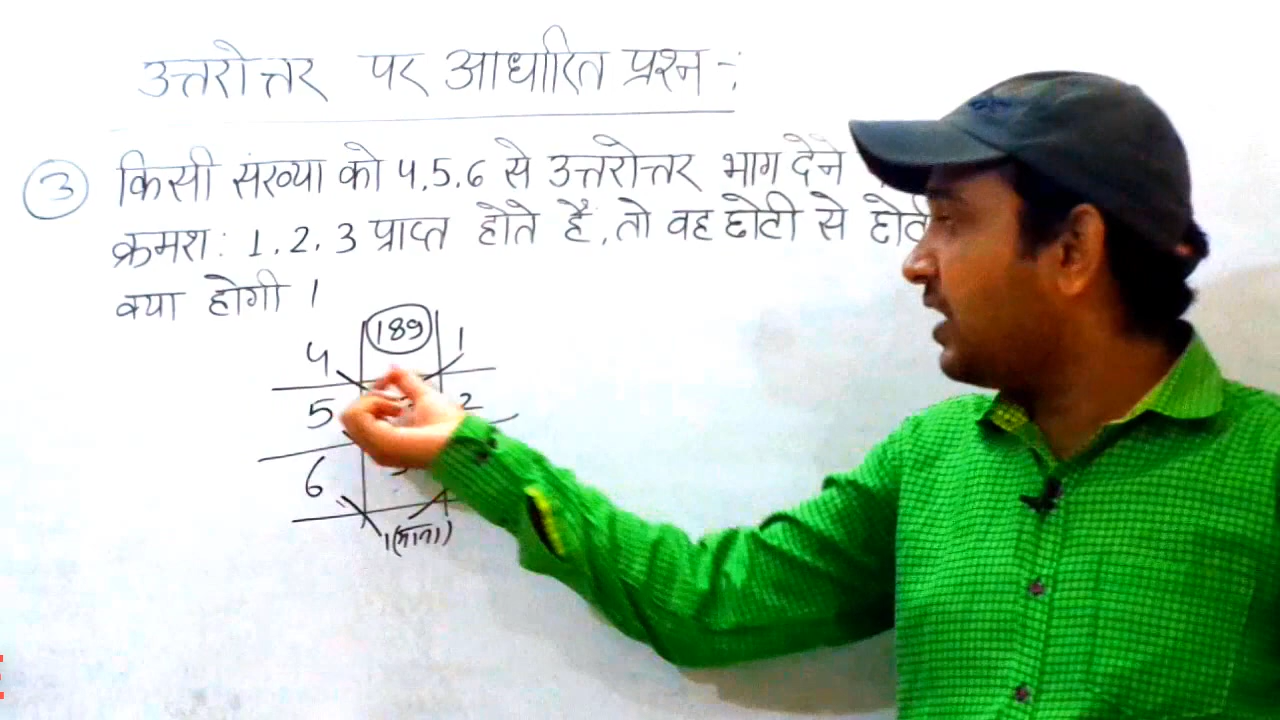 उत्तरोत्तर पर आधारित प्रश्न -:
3 किसी संख्या को 4.5.6 से उत्तरोत्तर भाग देने
क्रमश: 1.2.3 प्राप्त होते है, तो वह छोटी से छोटी
क्या होगी ।
189
4 1
5 2
6
1(माना)